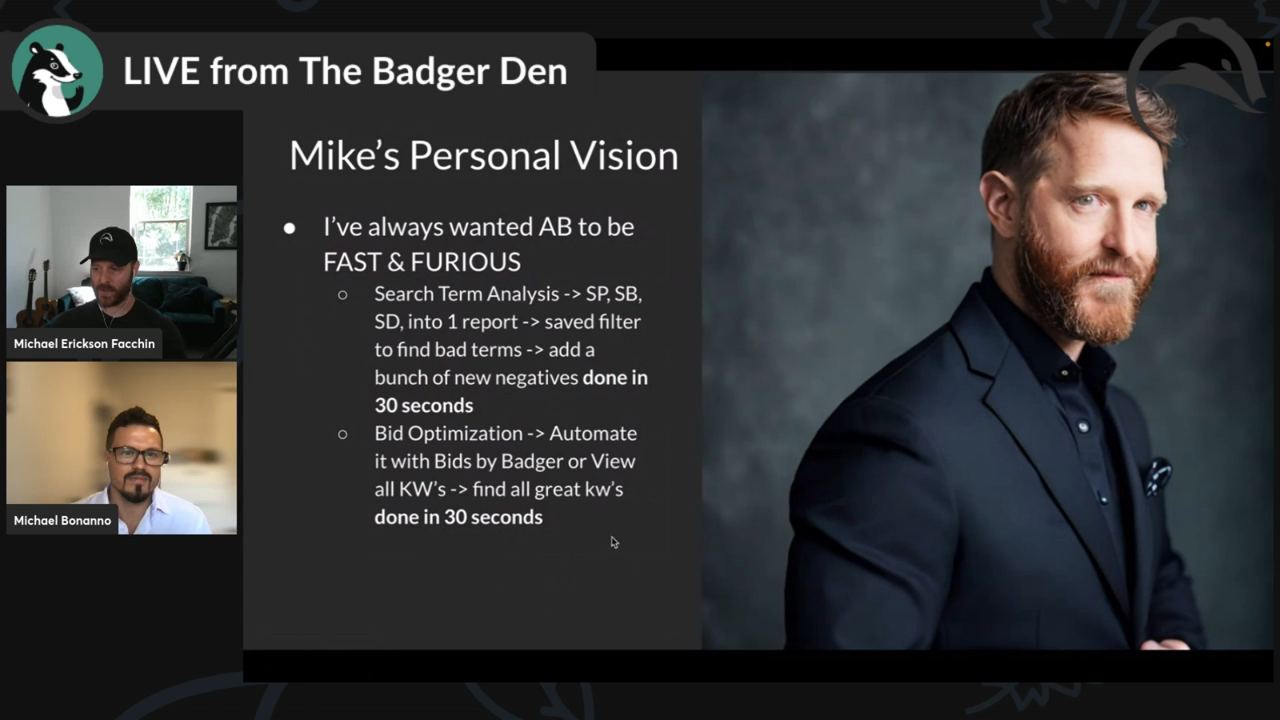 LIVE from The Badger Den
Mike’s Personal Vision
● I’ve always wanted AB to be
FAST & FURIOUS
○ Search Term Analysis -> SP, SB,
SD, into 1 report -> saved filter
to find bad terms -> add a
bunch of new negatives done in
30 seconds
○ Bid Optimization -> Automate
it with Bids by Badger or View
all KW’s -> find all great kw’s
done in 30 seconds
Michael Erickson Facchin
Michael Bonanno